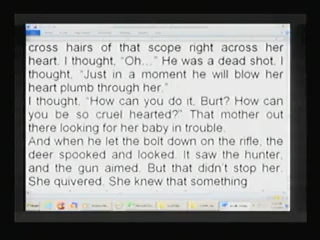 cross hairs of that scope right across her
heart. I thought, “Oh…” He was a dead shot. I
thought, “Just in a moment he will blow her
heart plumb through her.”
I thought, “How can you do it, Burt? How can
you be so cruel hearted?” That mother out
there looking for her baby in trouble.
And when he let the bolt down on the rifle, the
deer spooked and looked. It saw the hunter,
and the gun aimed. But that didn’t stop her.
She quivered. She knew that something